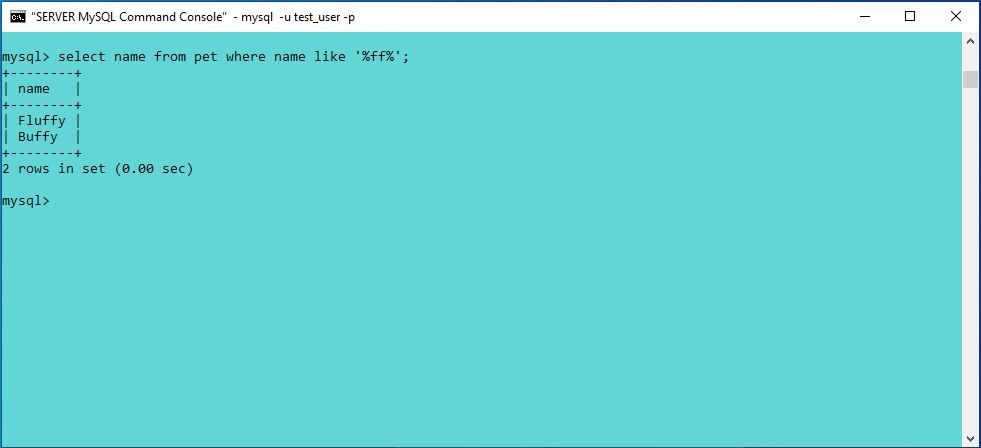 "SERVER MySQL Command Console" - mysql -u test_user -p
mysql> select name from pet where name like '%ff%';
+--------+
| name   |
+--------+
| Fluffy |
| Buffy  |
+--------+
2 rows in set (0.00 sec)
mysql>